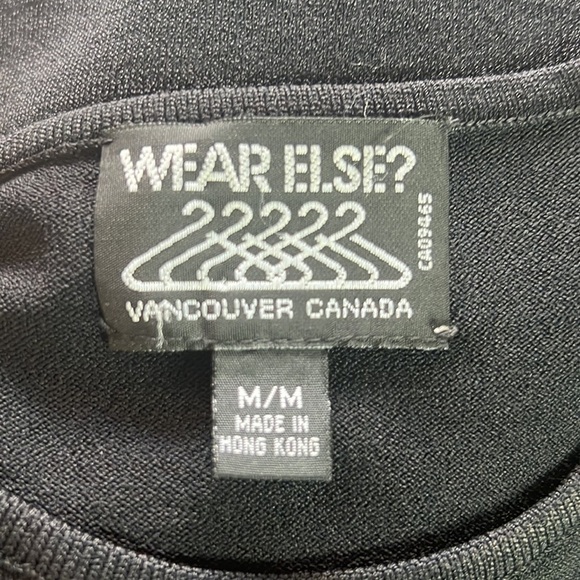 WEAR ELSE?
CA09465
VANCOUVER CANADA
M/M
MADE IN
HONG KONG